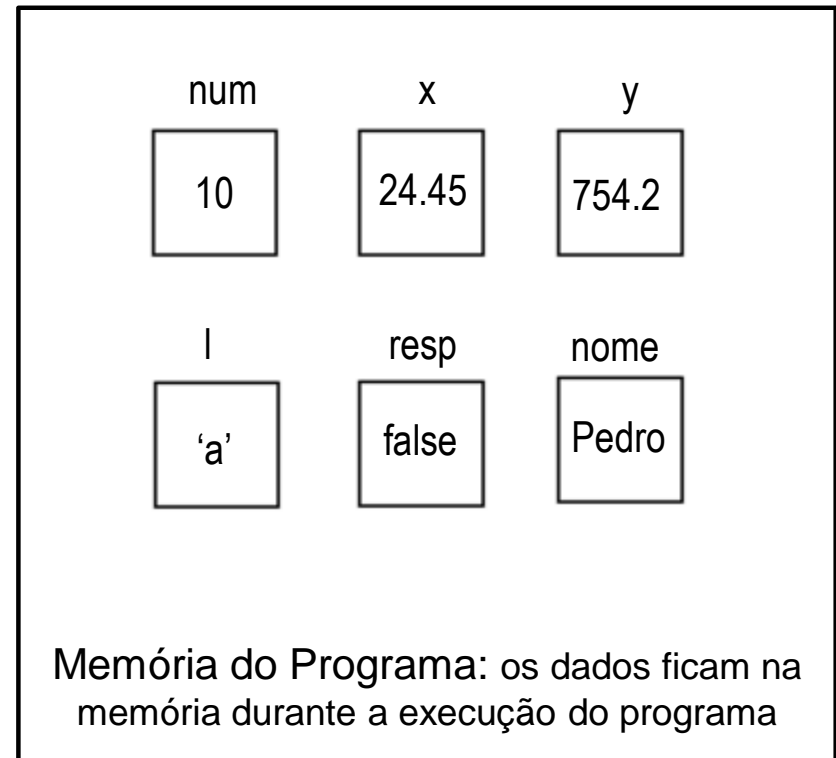 num x y
10 24.45 754.2
l resp nome
‘a’ false Pedro
Memória do Programa: os dados ficam na
memória durante a execução do programa